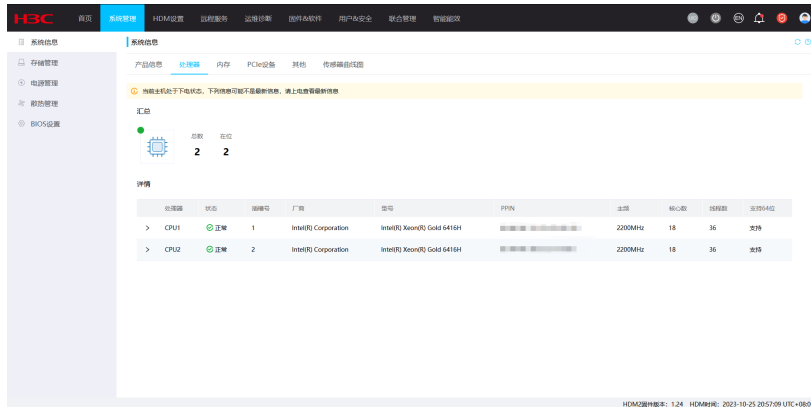 H3C 首页 系统管理 HDM设置 远程服务 运维诊断 固件&软件 用户&安全 联合管理 智能能效 UID EN
系统信息
存储管理
电源管理
散热管理
BIOS设置
系统信息
产品信息 处理器 内存 PCIe设备 其他 传感器曲线图
当前主机处于下电状态，下列信息可能不是最新信息，请上电查看最新信息
汇总
总数 在位
2 2
详情
处理器 状态 插槽号 厂商 型号 PPIN 主频 核心数 线程数 支持64位
CPU1 正常 1 Intel(R) Corporation Intel(R) Xeon(R) Gold 6416H 2200MHz 18 36 支持
CPU2 正常 2 Intel(R) Corporation Intel(R) Xeon(R) Gold 6416H 2200MHz 18 36 支持
HDM2固件版本: 1.24 HDM时间: 2023-10-25 20:57:09 UTC+08:0